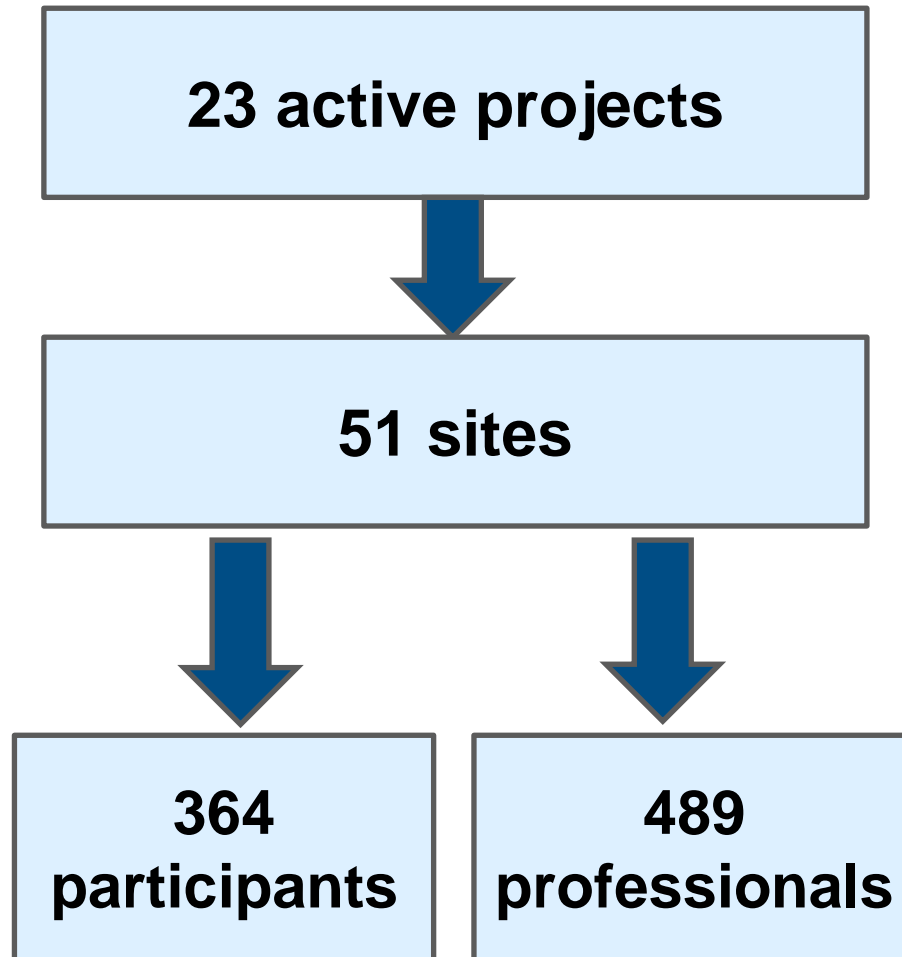 23 active projects
51 sites
364
participants
489
professionals